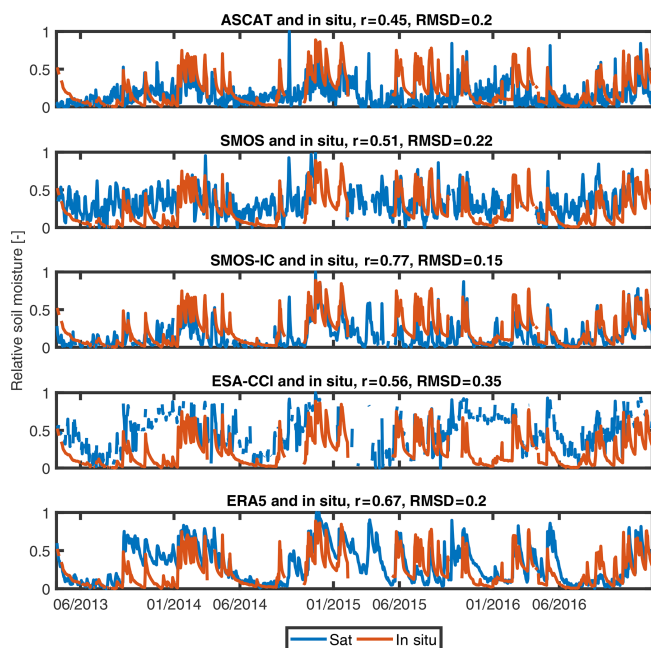 ASCAT and in situ, r=0.45, RMSD=0.2
1
0.5
0
SMOS and in situ, r=0.51, RMSD=0.22
1
0.5
0
SMOS-IC and in situ, r=0.77, RMSD=0.15
1
0.5
0
Relative soil moisture [-]
ESA-CCI and in situ, r=0.56, RMSD=0.35
1
0.5
0
ERA5 and in situ, r=0.67, RMSD=0.2
1
0.5
0
06/2013 01/2014 06/2014 01/2015 06/2015 01/2016 06/2016
Sat In situ